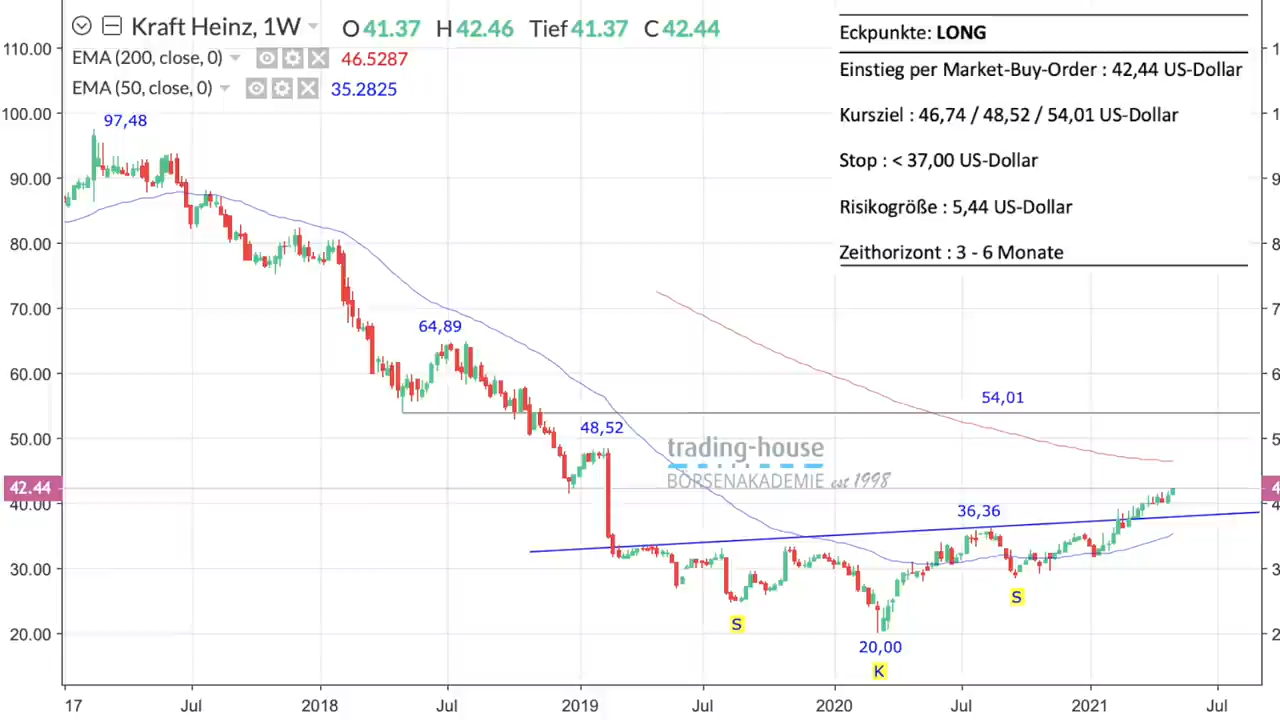 Kraft Heinz, 1W O 41.37 H 42.46 Tief 41.37 C 42.44
EMA (200, close, 0) 46.5287
EMA (50, close, 0) 35.2825
Eckpunkte: LONG
Einstieg per Market-Buy-Order : 42,44 US-Dollar
Kursziel : 46,74 / 48,52 / 54,01 US-Dollar
Stop : < 37,00 US-Dollar
Risikogröße : 5,44 US-Dollar
Zeithorizont : 3 - 6 Monate
110.00
100.00
90.00
80.00
70.00
60.00
50.00
42.44
40.00
30.00
20.00
97,48
64,89
54,01
48,52
trading-house
BÖRSENAKADEMIE est 1998
36,36
S
S
20,00
K
17 Jul 2018 Jul 2019 Jul 2020 Jul 2021 Jul